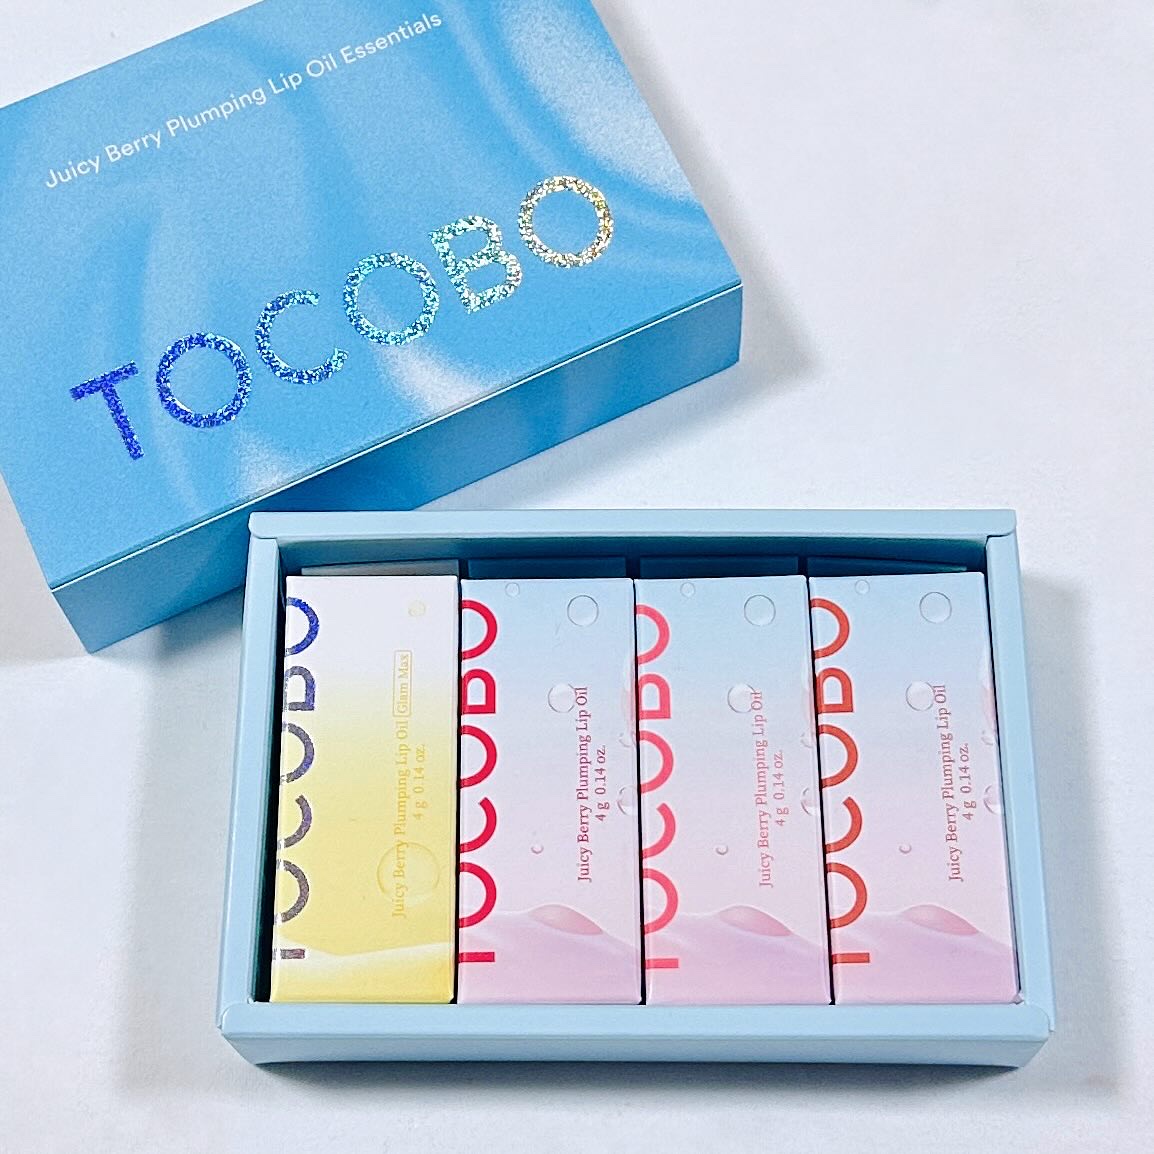 Juicy Berry Plumping Lip Oil Essentials
TOCOBO
TOCOBO
Juicy Berry Plumping Lip Oil Glam Max
4 g 0.14 oz.
TOCOBO
Juicy Berry Plumping Lip Oil
4 g 0.14 oz.
TOCOBO
Juicy Berry Plumping Lip Oil
4 g 0.14 oz.
TOCOBO
Juicy Berry Plumping Lip Oil
4 g 0.14 oz.